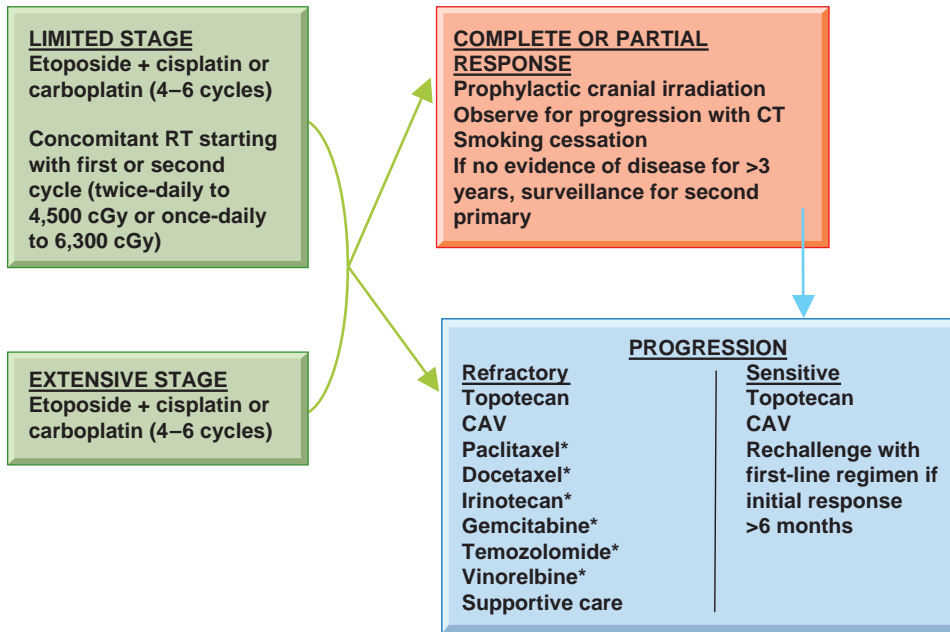 LIMITED STAGE
Etoposide + cisplatin or
carboplatin (4–6 cycles)
Concomitant RT starting
with first or second
cycle (twice-daily to
4,500 cGy or once-daily
to 6,300 cGy)
EXTENSIVE STAGE
Etoposide + cisplatin or
carboplatin (4–6 cycles)
COMPLETE OR PARTIAL
RESPONSE
Prophylactic cranial irradiation
Observe for progression with CT
Smoking cessation
If no evidence of disease for >3
years, surveillance for second
primary
PROGRESSION
Refractory
Topotecan
CAV
Paclitaxel*
Docetaxel*
Irinotecan*
Gemcitabine*
Temozolomide*
Vinorelbine*
Supportive care
Sensitive
Topotecan
CAV
Rechallenge with
first-line regimen if
initial response
>6 months